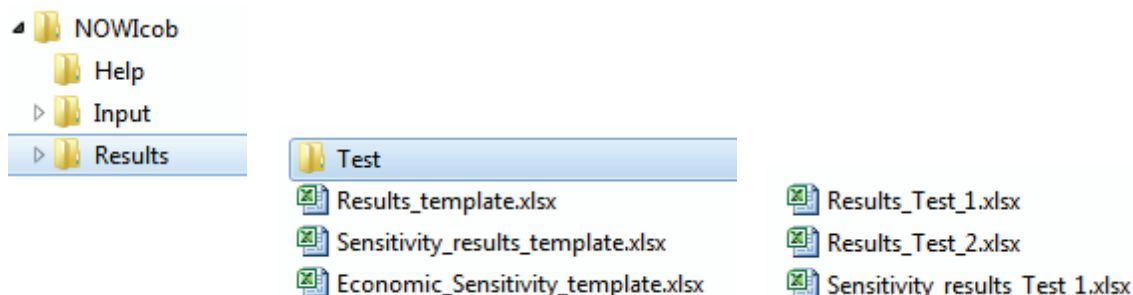 NOWIcob
Help
Input
Results
Test
Results_template.xlsx
Sensitivity_results_template.xlsx
Economic_Sensitivity_template.xlsx
Results_Test_1.xlsx
Results_Test_2.xlsx
Sensitivity_results_Test_1.xlsx